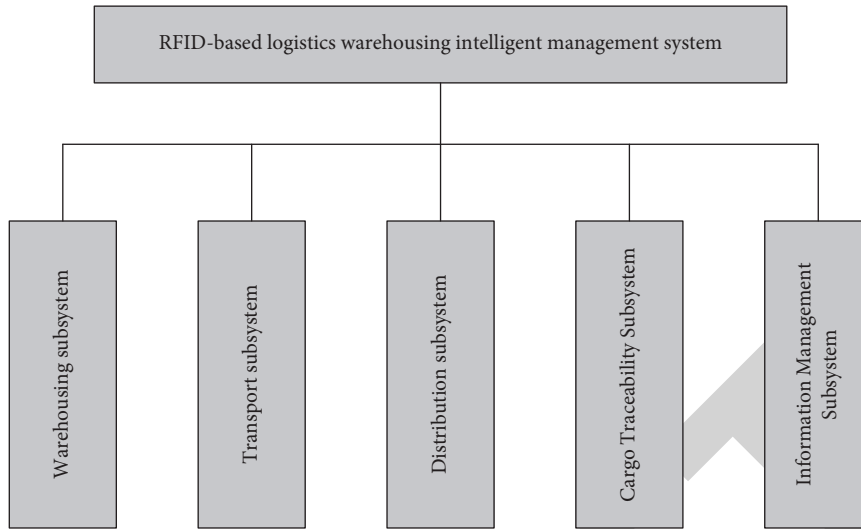 RFID-based logistics warehousing intelligent management system
Warehousing subsystem
Transport subsystem
Distribution subsystem
Cargo Traceability Subsystem
Information Management
Subsystem